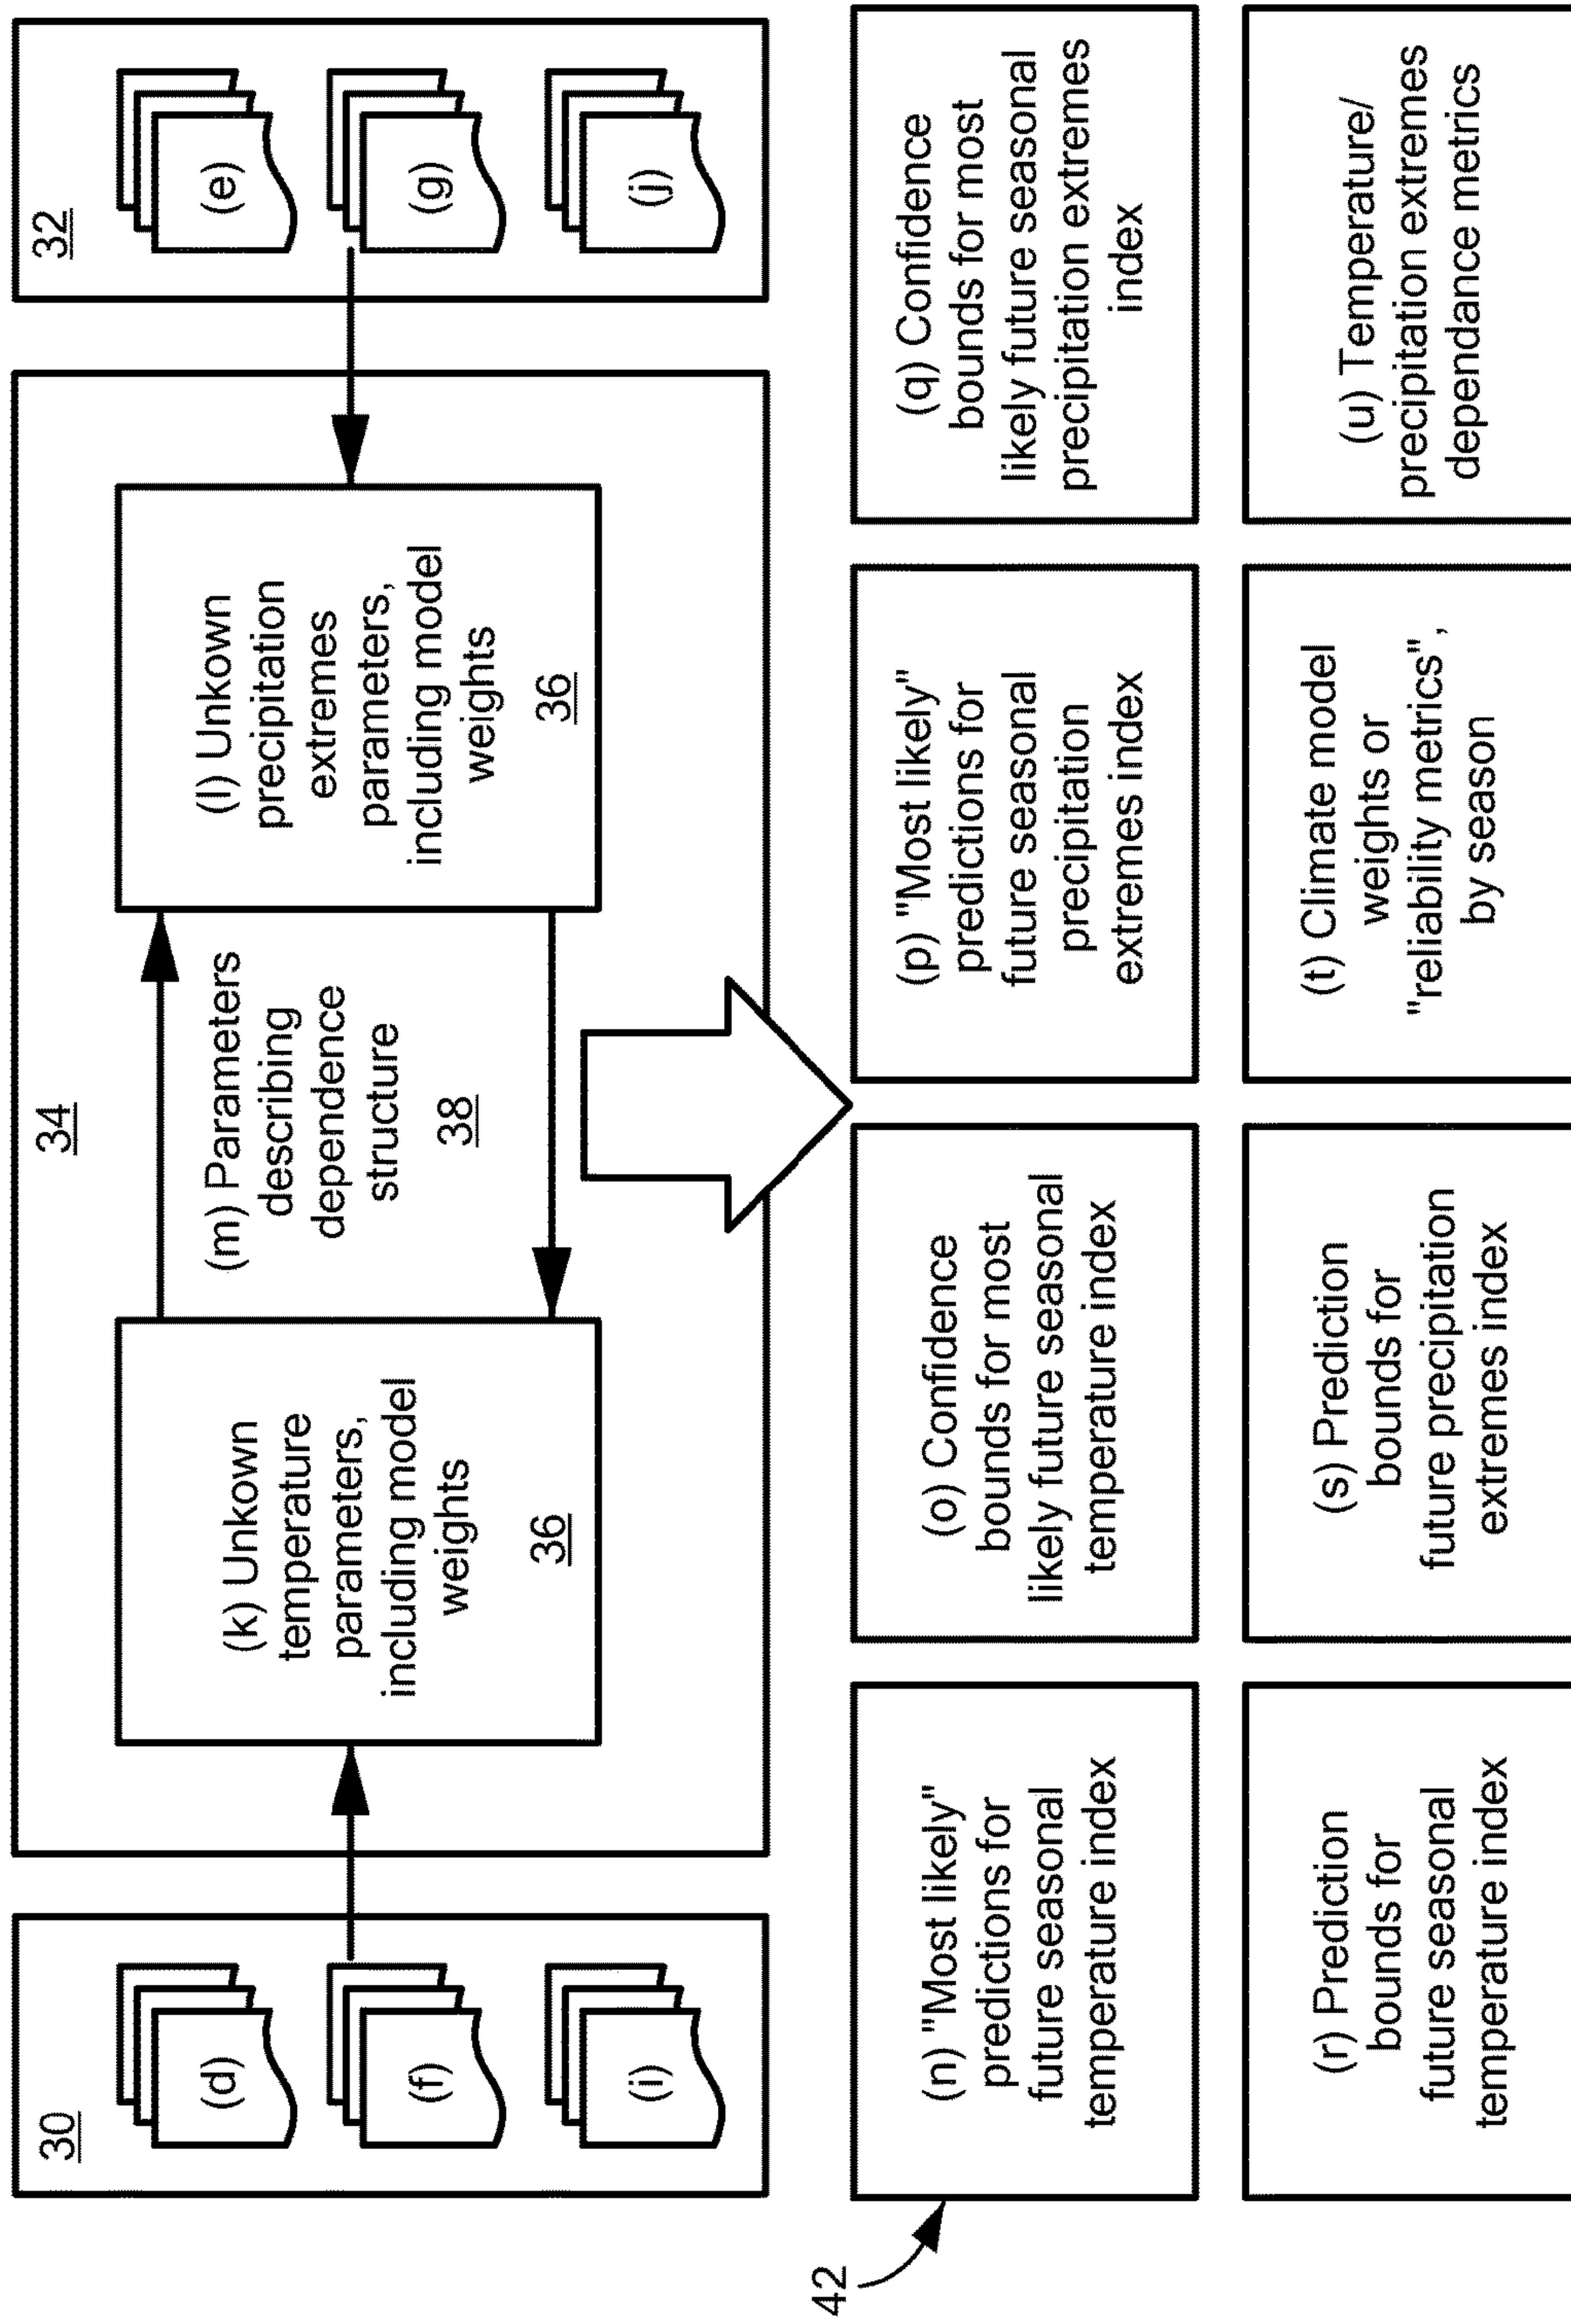 30
(d)
(f)
(i)
34
(k) Unkown
temperature
parameters,
including model
weights
36
(m) Parameters
describing
dependence
structure
38
(l) Unkown
precipitation
extremes
parameters,
including model
weights
36
32
(e)
(g)
(j)
42
(n) "Most likely"
predictions for
future seasonal
temperature index
(o) Confidence
bounds for most
likely future seasonal
temperature index
(p) "Most likely"
predictions for
future seasonal
precipitation
extremes index
(q) Confidence
bounds for most
likely future seasonal
precipitation extremes
index
(r) Prediction
bounds for
future seasonal
temperature index
(s) Prediction
bounds for
future precipitation
extremes index
(t) Climate model
weights or
"reliability metrics",
by season
(u) Temperature/
precipitation extremes
dependance metrics